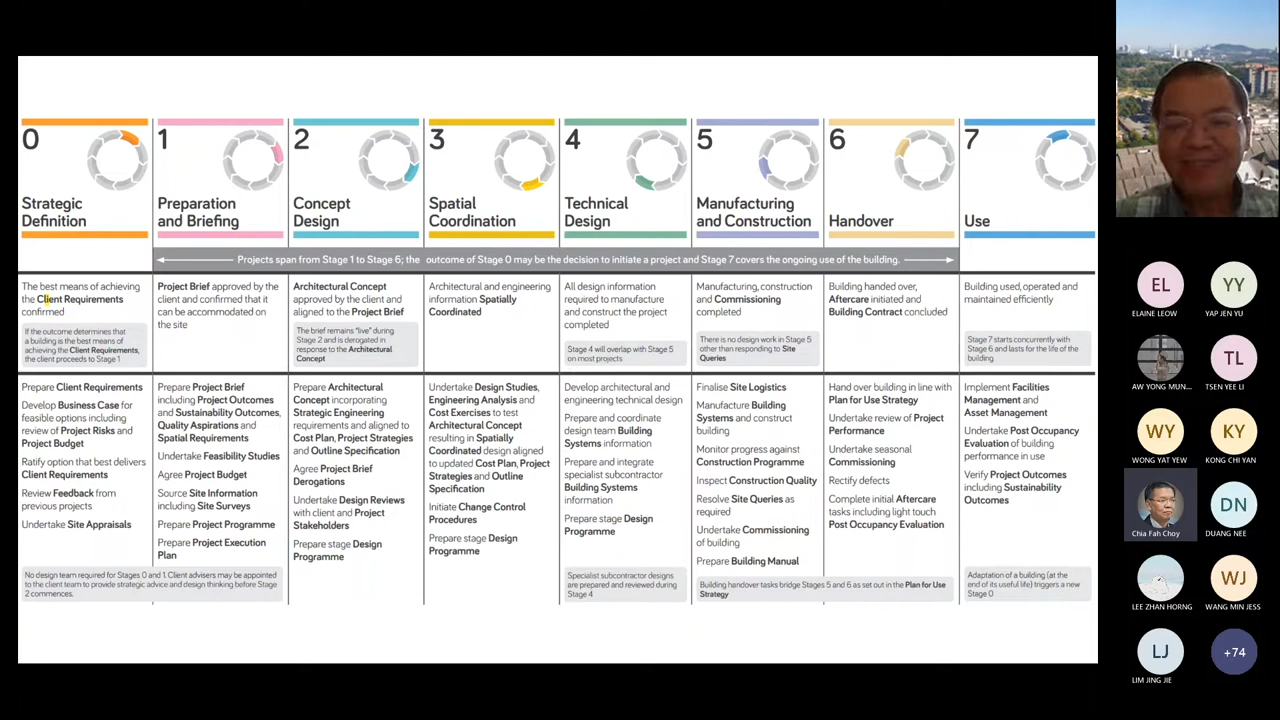 0
Strategic
Definition
1
Preparation
and Briefing
2
Concept
Design
3
Spatial
Coordination
4
Technical
Design
5
Manufacturing
and Construction
6
Handover
7
Use
Projects span from Stage 1 to Stage 6; the outcome of Stage 0 may be the decision to initiate a project and Stage 7 covers the ongoing use of the building.
The best means of achieving
the Client Requirements
confirmed
If the outcome determines that
a building is the best means of
achieving the Client Requirements,
the client proceeds to Stage 1
Project Brief approved by the
client and confirmed that it
can be accommodated on
the site
Architectural Concept
approved by the client and
aligned to the Project Brief
The brief remains "live" during
Stage 2 and is derogated in
response to the Architectural
Concept
Architectural and engineering
information Spatially
Coordinated
All design information
required to manufacture
and construct the project
completed
Stage 4 will overlap with Stage 5
on most projects
Manufacturing, construction
and Commissioning
completed
There is no design work in Stage 5
other than responding to Site
Queries
Building handed over,
Aftercare initiated and
Building Contract concluded
Building used, operated and
maintained efficiently
Stage 7 starts concurrently with
Stage 6 and lasts for the life of the
building
Prepare Client Requirements
Develop Business Case for
feasible options including
review of Project Risks and
Project Budget
Ratify option that best delivers
Client Requirements
Review Feedback from
previous projects
Undertake Site Appraisals
Prepare Project Brief
including Project Outcomes
and Sustainability Outcomes,
Quality Aspirations and
Spatial Requirements
Undertake Feasibility Studies
Agree Project Budget
Source Site Information
including Site Surveys
Prepare Project Programme
Prepare Project Execution
Plan
No design team required for Stages 0 and 1. Client advisers may be appointed
to the client team to provide strategic advice and design thinking before Stage
2 commences.
Prepare Architectural
Concept incorporating
Strategic Engineering
requirements and aligned to
Cost Plan, Project Strategies
and Outline Specification
Agree Project Brief
Derogations
Undertake Design Reviews
with client and Project
Stakeholders
Prepare stage Design
Programme
Undertake Design Studies,
Engineering Analysis and
Cost Exercises to test
Architectural Concept
resulting in Spatially
Coordinated design aligned
to updated Cost Plan, Project
Strategies and Outline
Specification
Initiate Change Control
Procedures
Prepare stage Design
Programme
Develop architectural and
engineering technical design
Prepare and coordinate
design team Building
Systems information
Prepare and integrate
specialist subcontractor
Building Systems
information
Prepare stage Design
Programme
Specialist subcontractor designs
are prepared and reviewed during
Stage 4
Finalise Site Logistics
Manufacture Building
Systems and construct
building
Monitor progress against
Construction Programme
Inspect Construction Quality
Resolve Site Queries as
required
Undertake Commissioning
of building
Prepare Building Manual
Building handover tasks bridge Stages 5 and 6 as set out in the Plan for Use
Strategy
Hand over building in line with
Plan for Use Strategy
Undertake review of Project
Performance
Undertake seasonal
Commissioning
Rectify defects
Complete initial Aftercare
tasks including light touch
Post Occupancy Evaluation
Implement Facilities
Management and
Asset Management
Undertake Post Occupancy
Evaluation of building
performance in use
Verify Project Outcomes
including Sustainability
Outcomes
Adaptation of a building (at the
end of its useful life) triggers a new
Stage 0
EL
ELAINE LEOW
YY
YAP JEN YU
AW YONG MUN...
TL
TSEN YEE LI
WY
WONG YAT YEW
KY
KONG CHI YAN
Chia Fah Choy
DN
DUANG NEE
LEE ZHAN HORNG
WJ
WANG MIN JESS
LJ
LIM JING JIE
+74